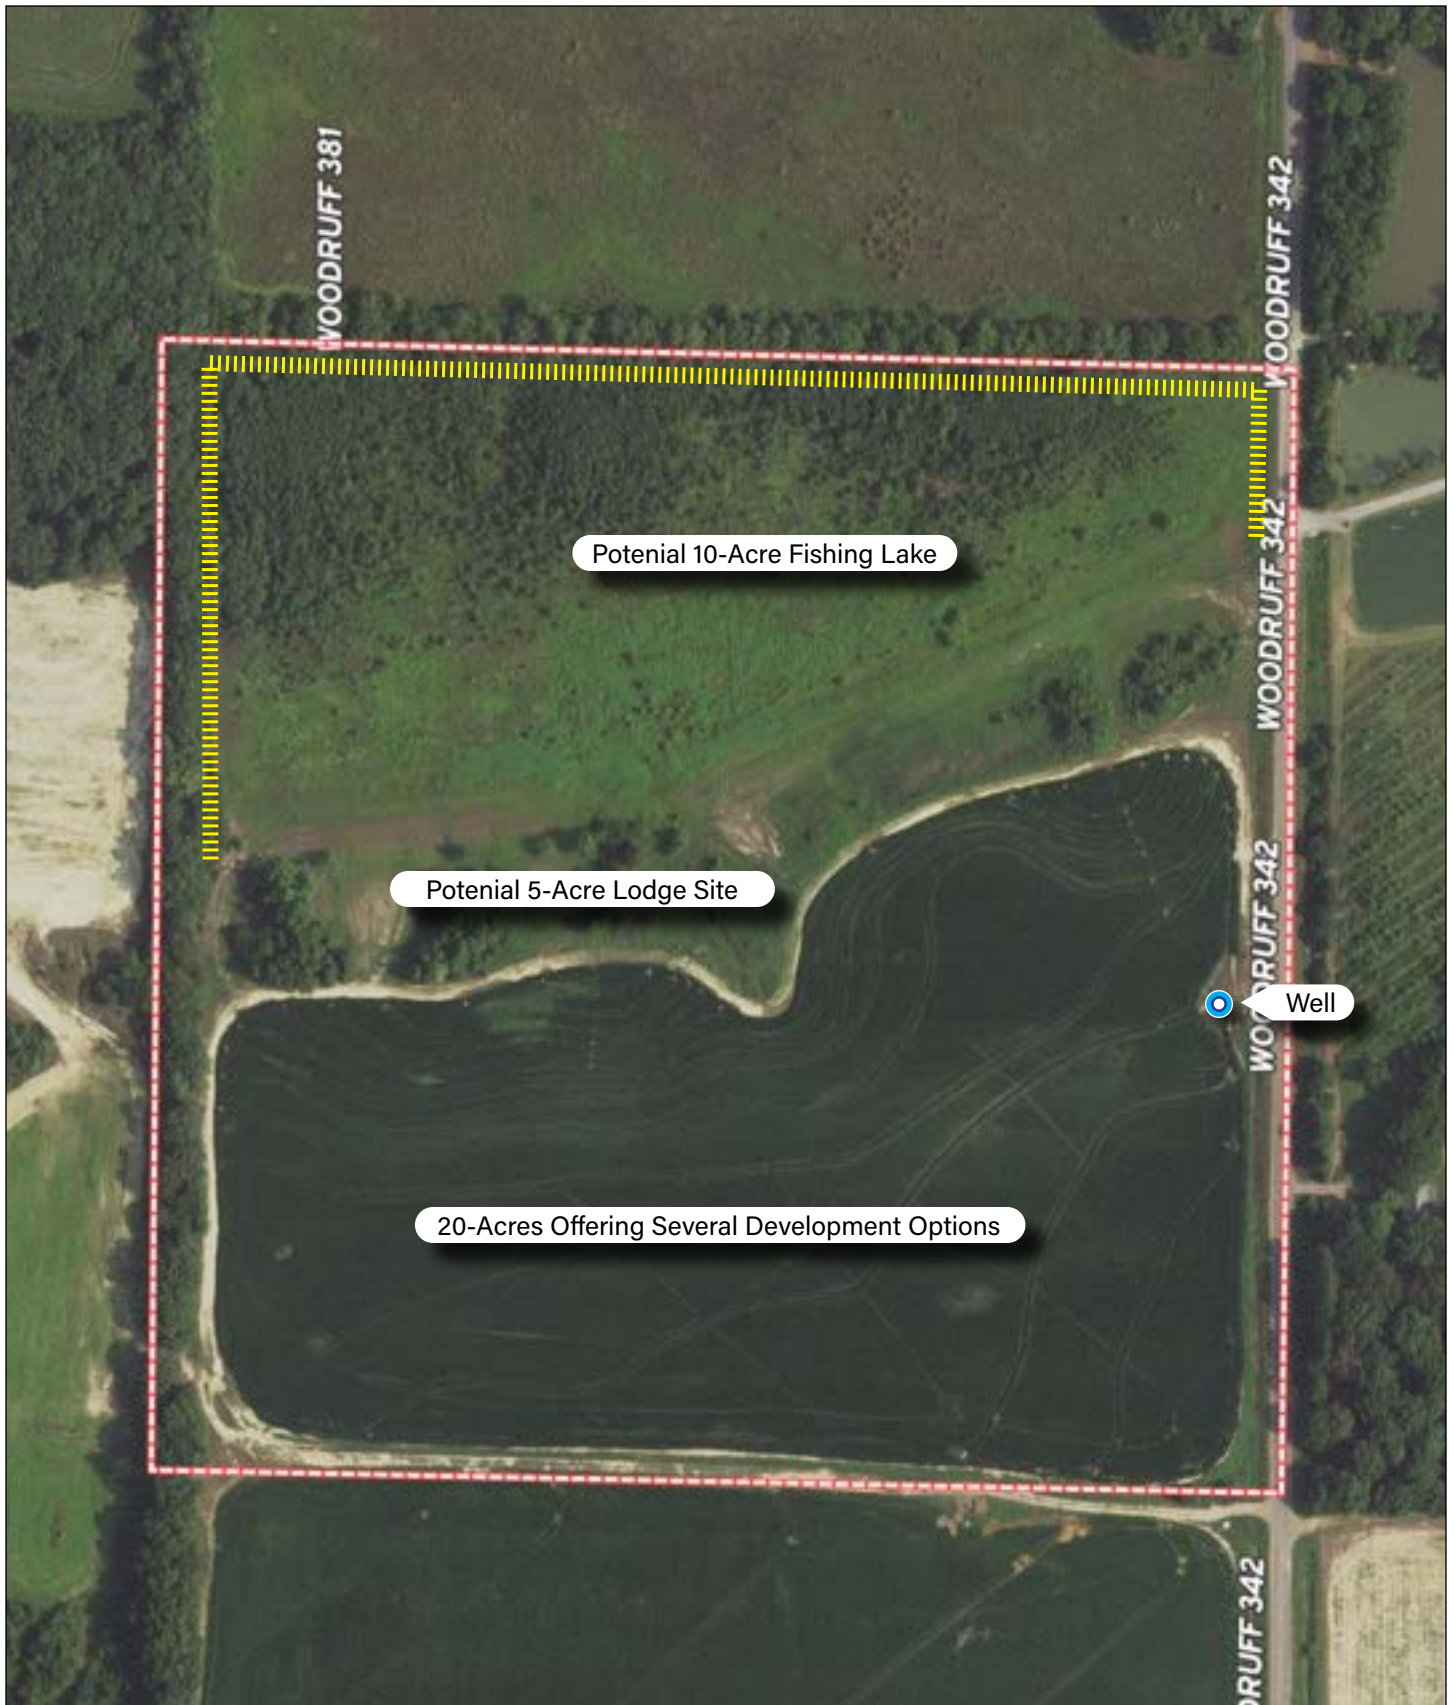 WOODRUFF 381
WOODRUFF 342
Potenial 10-Acre Fishing Lake
WOODRUFF 342
Potenial 5-Acre Lodge Site
WOODRUFF 342
Well
20-Acres Offering Several Development Options
DRUFF 342